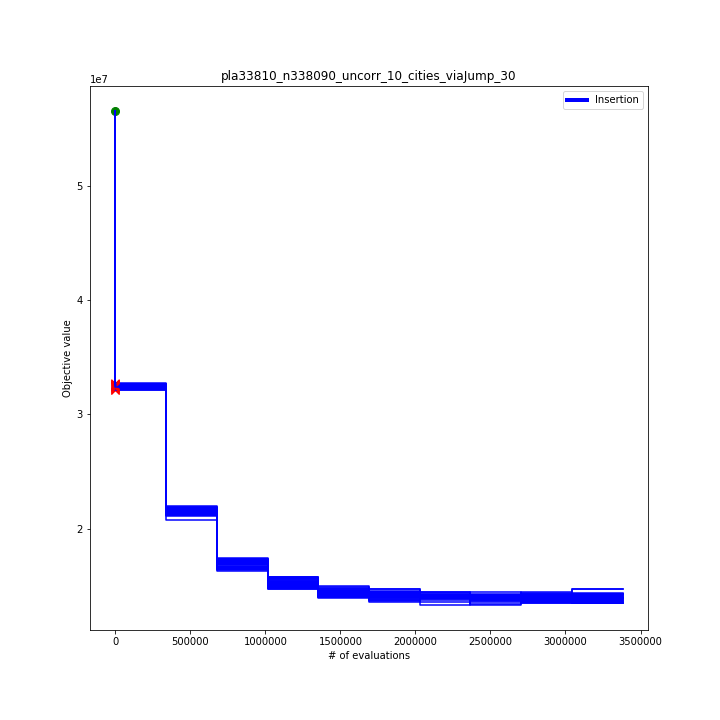 pla33810_n338090_uncorr_10_cities_viaJump_30
1e7
Insertion
5
4
3
2
Objective value
0 500000 1000000 1500000 2000000 2500000 3000000 3500000
# of evaluations